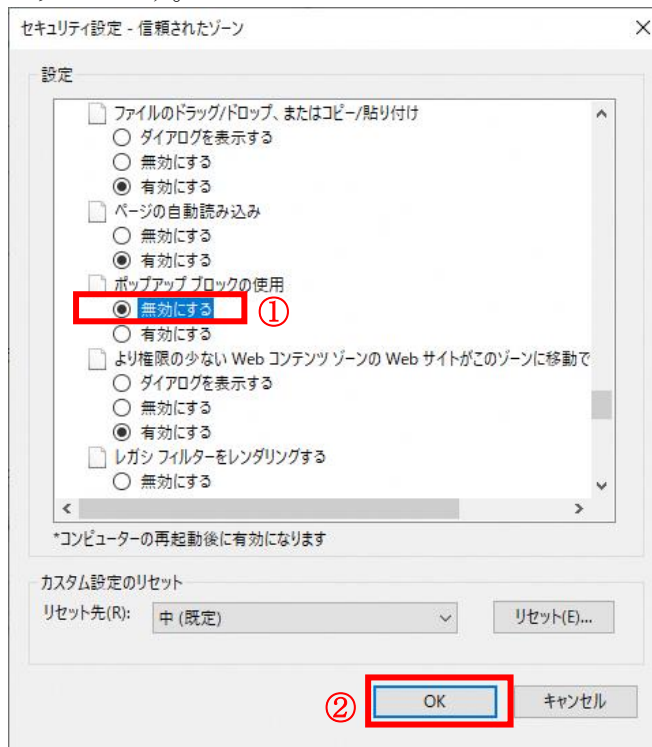 セキュリティ設定 - 信頼されたゾーン
設定
ファイルのドラッグ/ドロップ、またはコピー/貼り付け
ダイアログを表示する
無効にする
有効にする
ページの自動読み込み
無効にする
有効にする
ポップアップ ブロックの使用
無効にする ①
有効にする
より権限の少ない Web コンテンツ ゾーンの Web サイトがこのゾーンに移動で
ダイアログを表示する
無効にする
有効にする
レガシ フィルターをレンダリングする
無効にする
*コンピューターの再起動後に有効になります
カスタム設定のリセット
リセット先(R): 中 (既定) リセット(E)...
② OK キャンセル